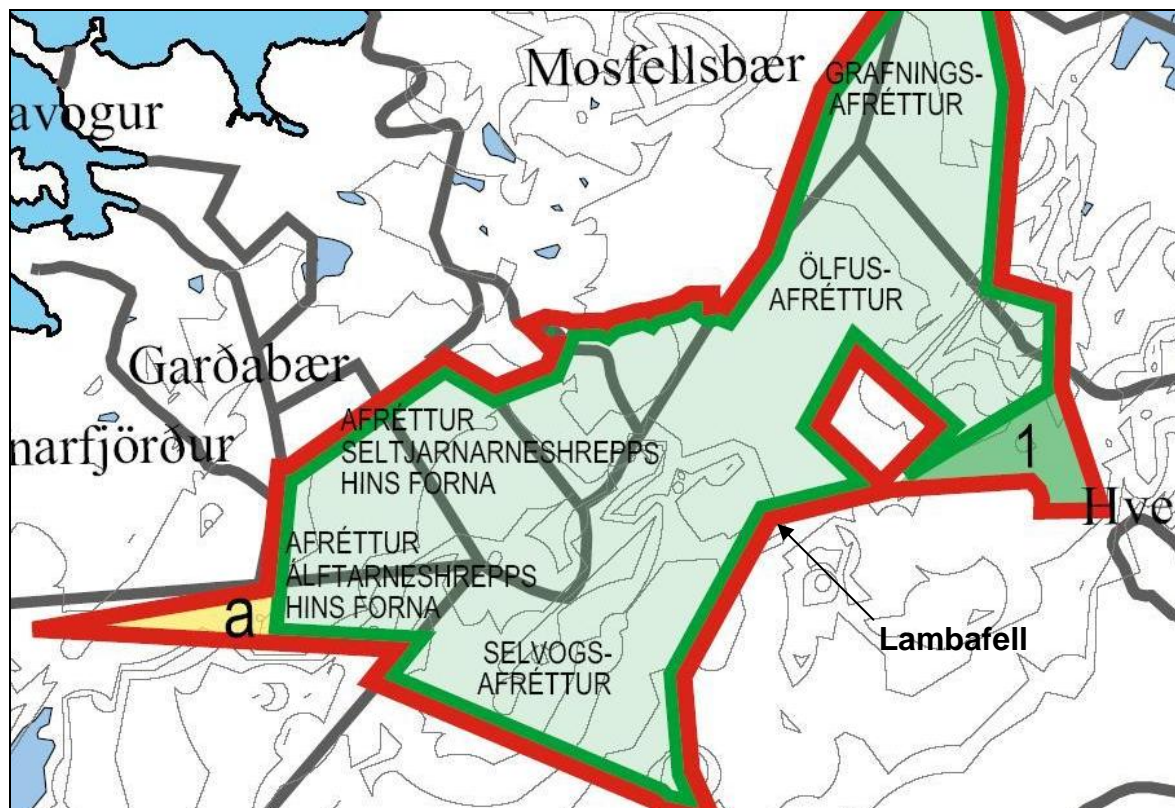 Mosfellsbær
GRAFNINGS-
AFRÉTTUR
avogur
ÖLFUS-
AFRÉTTUR
Garðabær
narfjörður
AFRÉTTUR
SELTJARNARNESHREPPS
HINS FORNA
1
Hve
AFRÉTTUR
ÁLFTARNESHREPPS
HINS FORNA
a
Lambafell
SELVOGS-
AFRÉTTUR